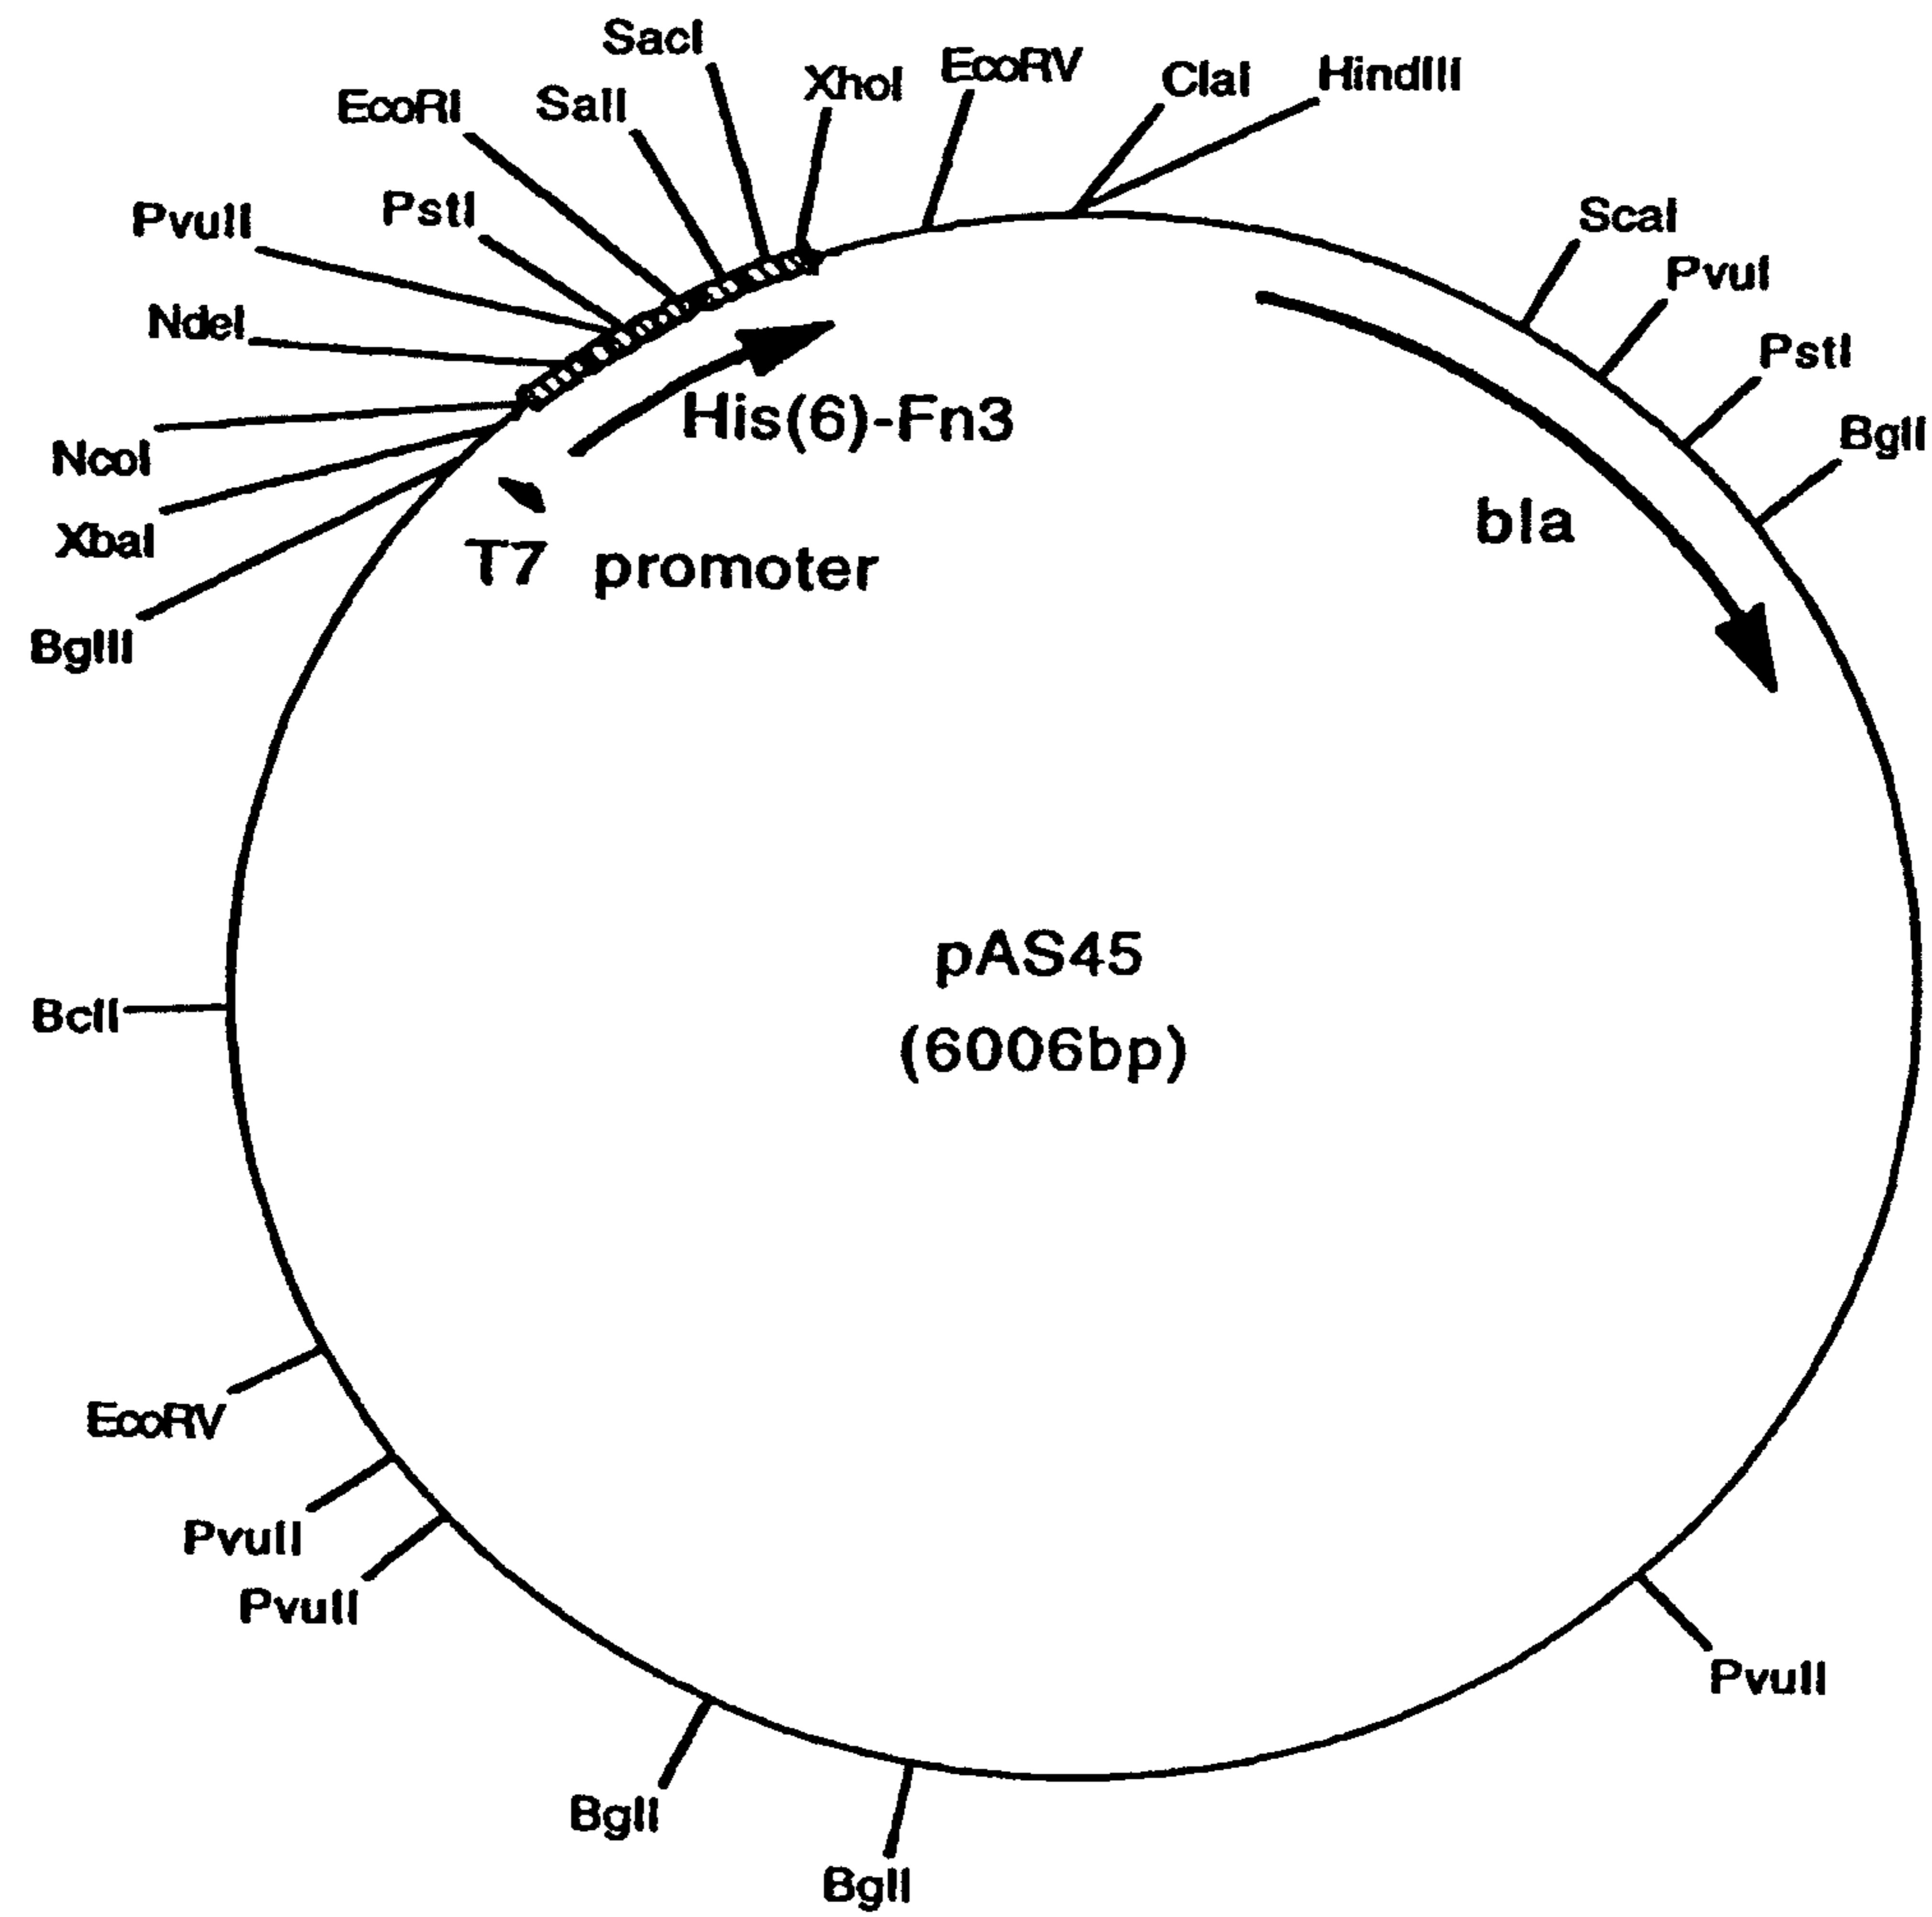 SacI
XhoI
EcoRV
ClaI
HindIII
EcoRI
SalI
ScaI
PvuII
PstI
PvuI
NdeI
PstI
BglI
His(6)-Fn3
NcoI
bla
XbaI
T7 promoter
BglII
pAS45
BclI
(6006bp)
EcoRV
PvuII
PvuII
PvuII
BglI
BglI